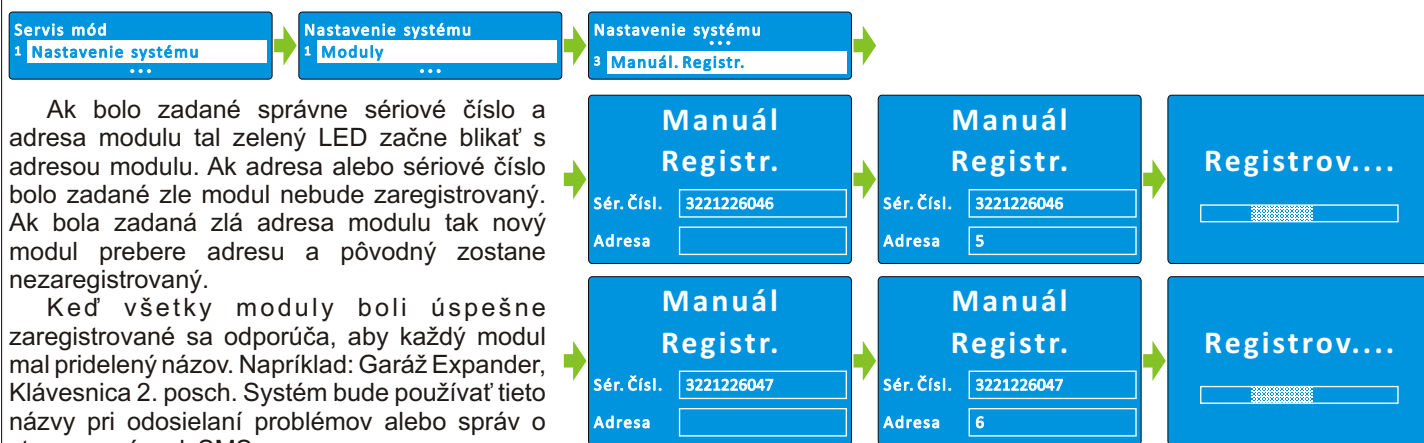 Servis mód
1 Nastavenie systému
...
Nastavenie systému
1 Moduly
...
Nastavenie systému
...
3 Manuál. Registr.
Ak bolo zadané správne sériové číslo a
adresa modulu tal zelený LED začne blikať s
adresou modulu. Ak adresa alebo sériové číslo
bolo zadané zle modul nebude zaregistrovaný.
Ak bola zadaná zlá adresa modulu tak nový
modul prebere adresu a pôvodný zostane
nezaregistrovaný.
Keď všetky moduly boli úspešne
zaregistrované sa odporúča, aby každý modul
mal pridelený názov. Napríklad: Garáž Expander,
Klávesnica 2. posch. Systém bude používať tieto
názvy pri odosielaní problémov alebo správ o
Manuál
Registr.
Sér. Čísl. 3221226046
Adresa
Manuál
Registr.
Sér. Čísl. 3221226046
Adresa 5
Registrov....
Manuál
Registr.
Sér. Čísl. 3221226047
Adresa
Manuál
Registr.
Sér. Čísl. 3221226047
Adresa 6
Registrov....